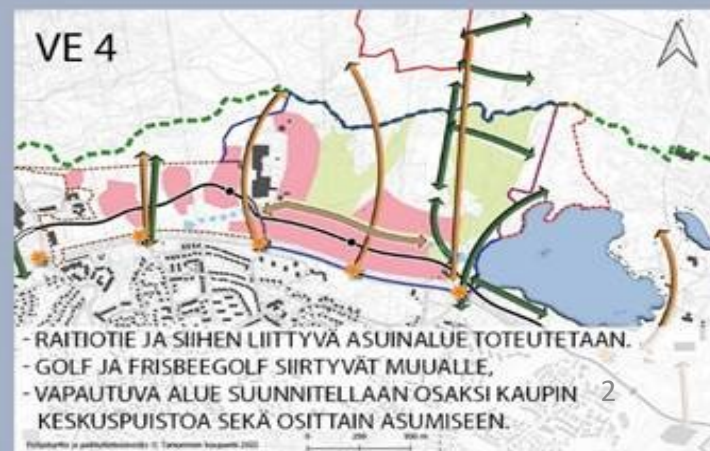 VE 4
- RAITIOTIE JA SIIHEN LIITTYVÄ ASUINALUE TOTEUTETAAN.
- GOLF JA FRISBEEGOLF SIIRTYVÄT MUUALLE,
- VAPAUTUVA ALUE SUUNNITELLAAN OSAKSI KAUPIN 2
KESKUSPUISTOA SEKÄ OSITTAIN ASUMISEEN.
0